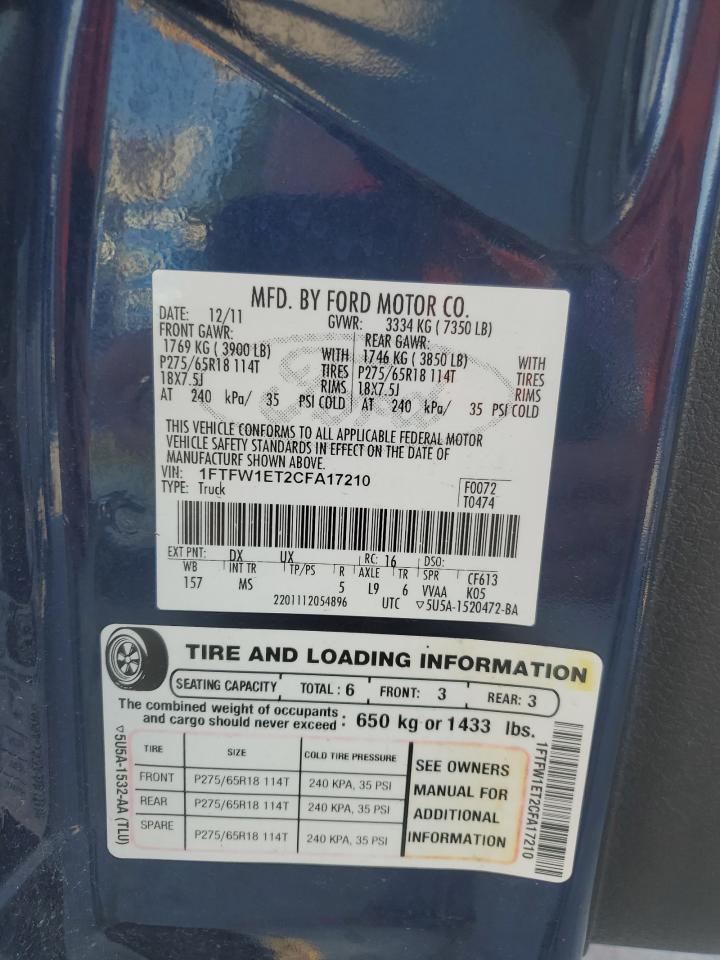 MFD. BY FORD MOTOR CO.
DATE: 12/11 GVWR: 3334 KG ( 7350 LB)
FRONT GAWR: REAR GAWR:
1769 KG ( 3900 LB) WITH 1746 KG ( 3850 LB) WITH
P275/65R18 114T TIRES P275/65R18 114T TIRES
18X7.5J RIMS 18X7.5J RIMS
AT 240 kPa/ 35 PSI COLD AT 240 kPa/ 35 PSI COLD
THIS VEHICLE CONFORMS TO ALL APPLICABLE FEDERAL MOTOR
VEHICLE SAFETY STANDARDS IN EFFECT ON THE DATE OF
MANUFACTURE SHOWN ABOVE.
VIN: 1FTFW1ET2CFA17210
TYPE: Truck
F0072
T0474
EXT PNT: DX UX RC: 16 DSO:
WB INT TR TP/PS R AXLE TR SPR CF613
157 MS 5 L9 6 VVAA K05
2201112054896 UTC ▽5U5A-1520472-BA
TIRE AND LOADING INFORMATION
SEATING CAPACITY TOTAL : 6 FRONT: 3 REAR: 3
The combined weight of occupants
and cargo should never exceed : 650 kg or 1433 lbs.
TIRE SIZE COLD TIRE PRESSURE
FRONT P275/65R18 114T 240 KPA, 35 PSI
REAR P275/65R18 114T 240 KPA, 35 PSI
SPARE P275/65R18 114T 240 KPA, 35 PSI
SEE OWNERS
MANUAL FOR
ADDITIONAL
INFORMATION
▽5U5A-1532-AA (TLU)
1FTFW1ET2CFA17210